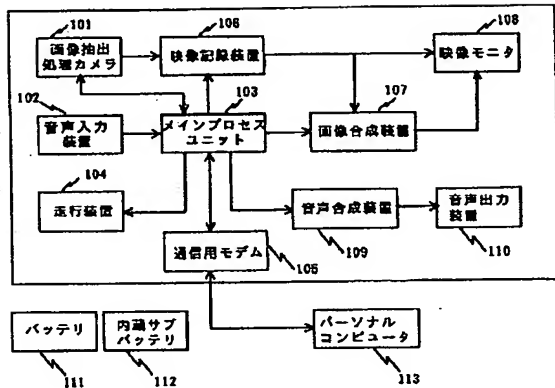 101
画像抽出
処理カメラ
106
映像記録装置
108
映像モニタ
102
音声入力
装置
103
メインプロセス
ユニット
107
画像合成装置
104
走行装置
音声合成装置
109
音声出力
装置
110
通信用モデム
105
バッテリ
111
内蔵サブ
バッテリ
112
パーソナル
コンピュータ
113